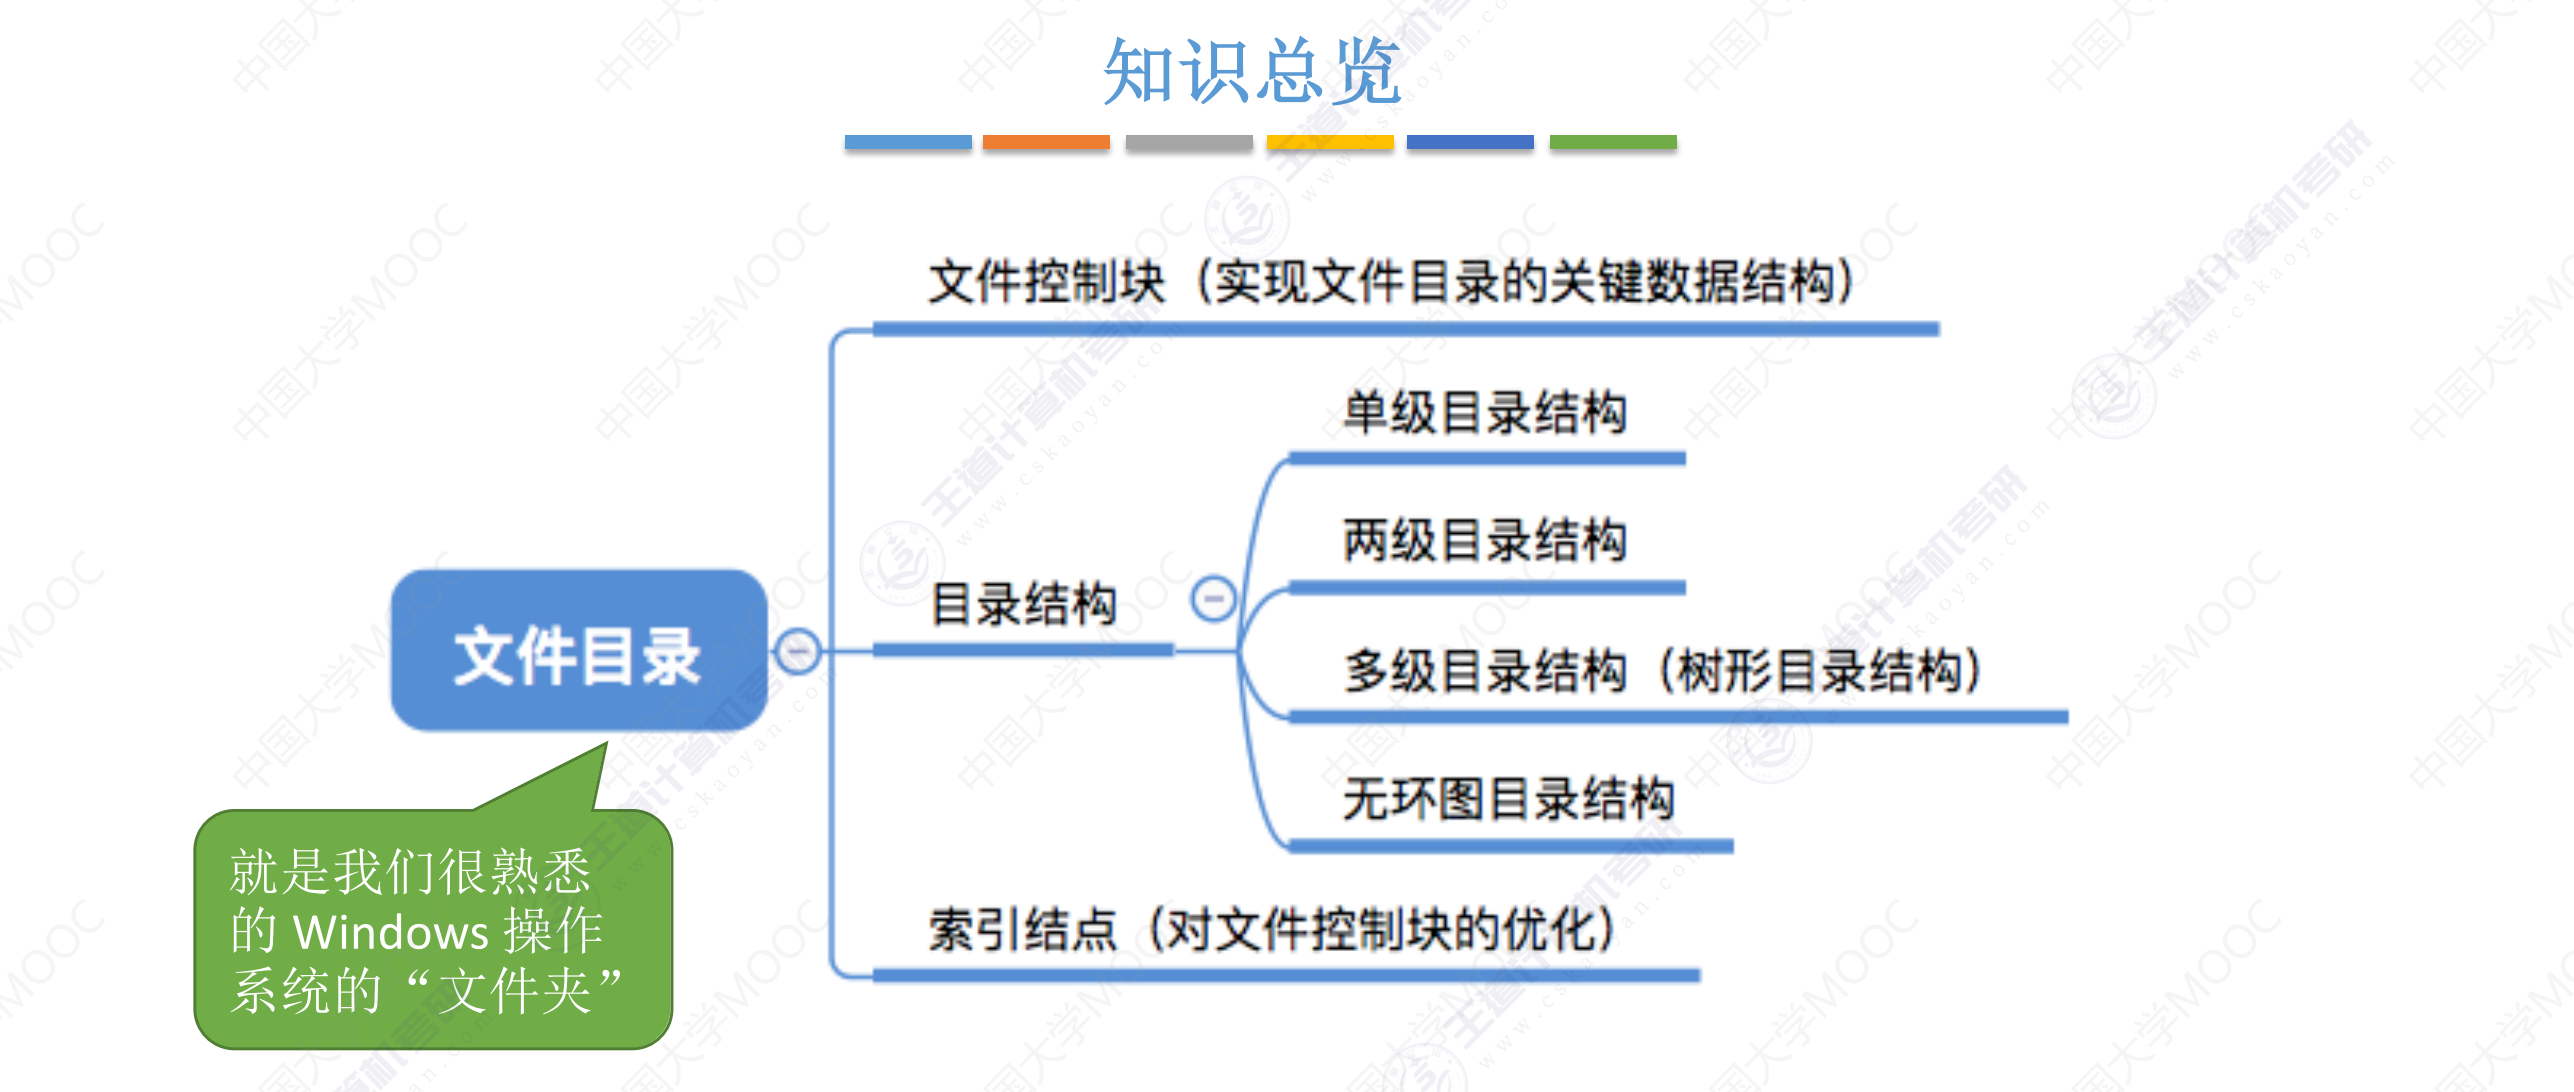 知识总览
文件控制块（实现文件目录的关键数据结构）
单级目录结构
两级目录结构
目录结构
多级目录结构（树形目录结构）
文件目录
无环图目录结构
就是我们很熟悉
的 Windows 操作
系统的“文件夹”
索引结点（对文件控制块的优化）
中国大学MOOC
王道计算机考研
www.cskaoyan.com